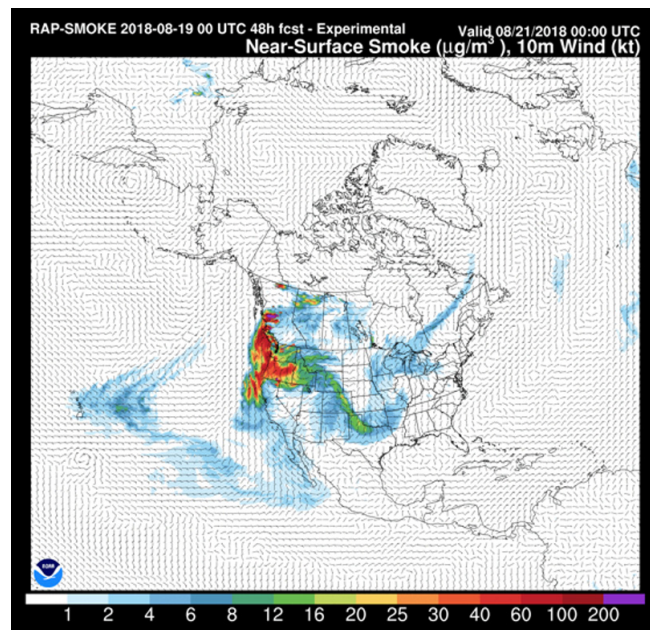 RAP-SMOKE 2018-08-19 00 UTC 48h fcst - Experimental
Valid 08/21/2018 00:00 UTC
Near-Surface Smoke (μg/m³), 10m Wind (kt)
1 2 4 6 8 12 16 20 25 30 40 60 100 200